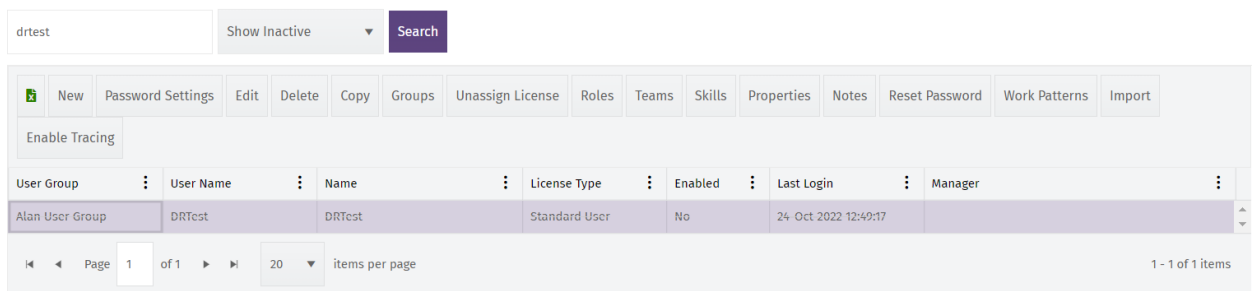 drtest Show Inactive Search
New Password Settings Edit Delete Copy Groups Unassign License Roles Teams Skills Properties Notes Reset Password Work Patterns Import
Enable Tracing
User Group User Name Name License Type Enabled Last Login Manager
Alan User Group DRTest DRTest Standard User No 24-Oct-2022 12:49:17
Page 1 of 1 20 items per page 1 - 1 of 1 items